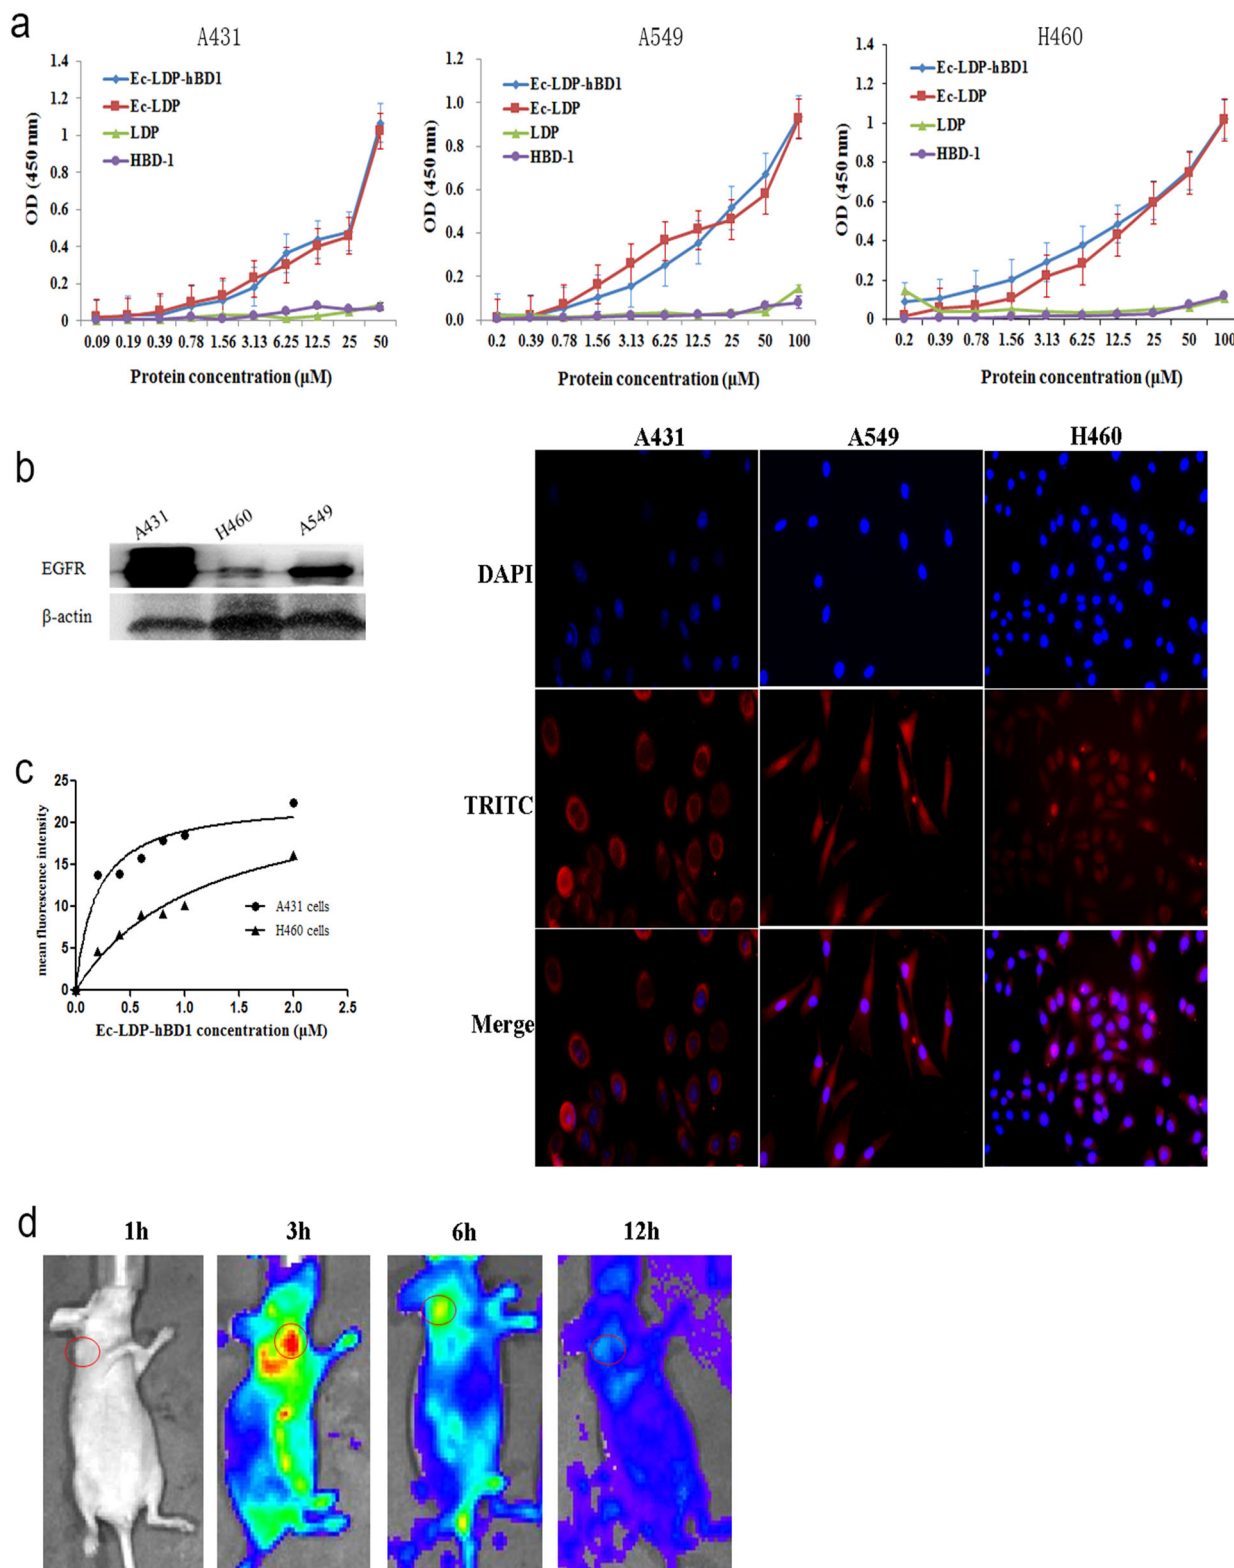 a
A431
1.4
1.2
1
0.8
0.6
0.4
0.2
0
OD (450 nm)
Ec-LDP-hBD1
Ec-LDP
LDP
HBD-1
0.09 0.19 0.39 0.78 1.56 3.13 6.25 12.5 25 50
Protein concentration (µM)
A549
1.2
1.0
0.8
0.6
0.4
0.2
0.0
OD (450 nm)
Ec-LDP-hBD1
Ec-LDP
LDP
HBD-1
0.2 0.39 0.78 1.56 3.13 6.25 12.5 25 50 100
Protein concentration (µM)
H460
1.4
1.2
1
0.8
0.6
0.4
0.2
0
OD (450 nm)
Ec-LDP-hBD1
Ec-LDP
LDP
HBD-1
0.2 0.39 0.78 1.56 3.13 6.25 12.5 25 50 100
Protein concentration (µM)
b
A431 H460 A549
EGFR
β-actin
A431 A549 H460
DAPI
TRITC
Merge
c
25
20
15
10
5
0
mean fluorescence intensity
A431 cells
H460 cells
0.0 0.5 1.0 1.5 2.0 2.5
Ec-LDP-hBD1 concentration (µM)
d
1h 3h 6h 12h